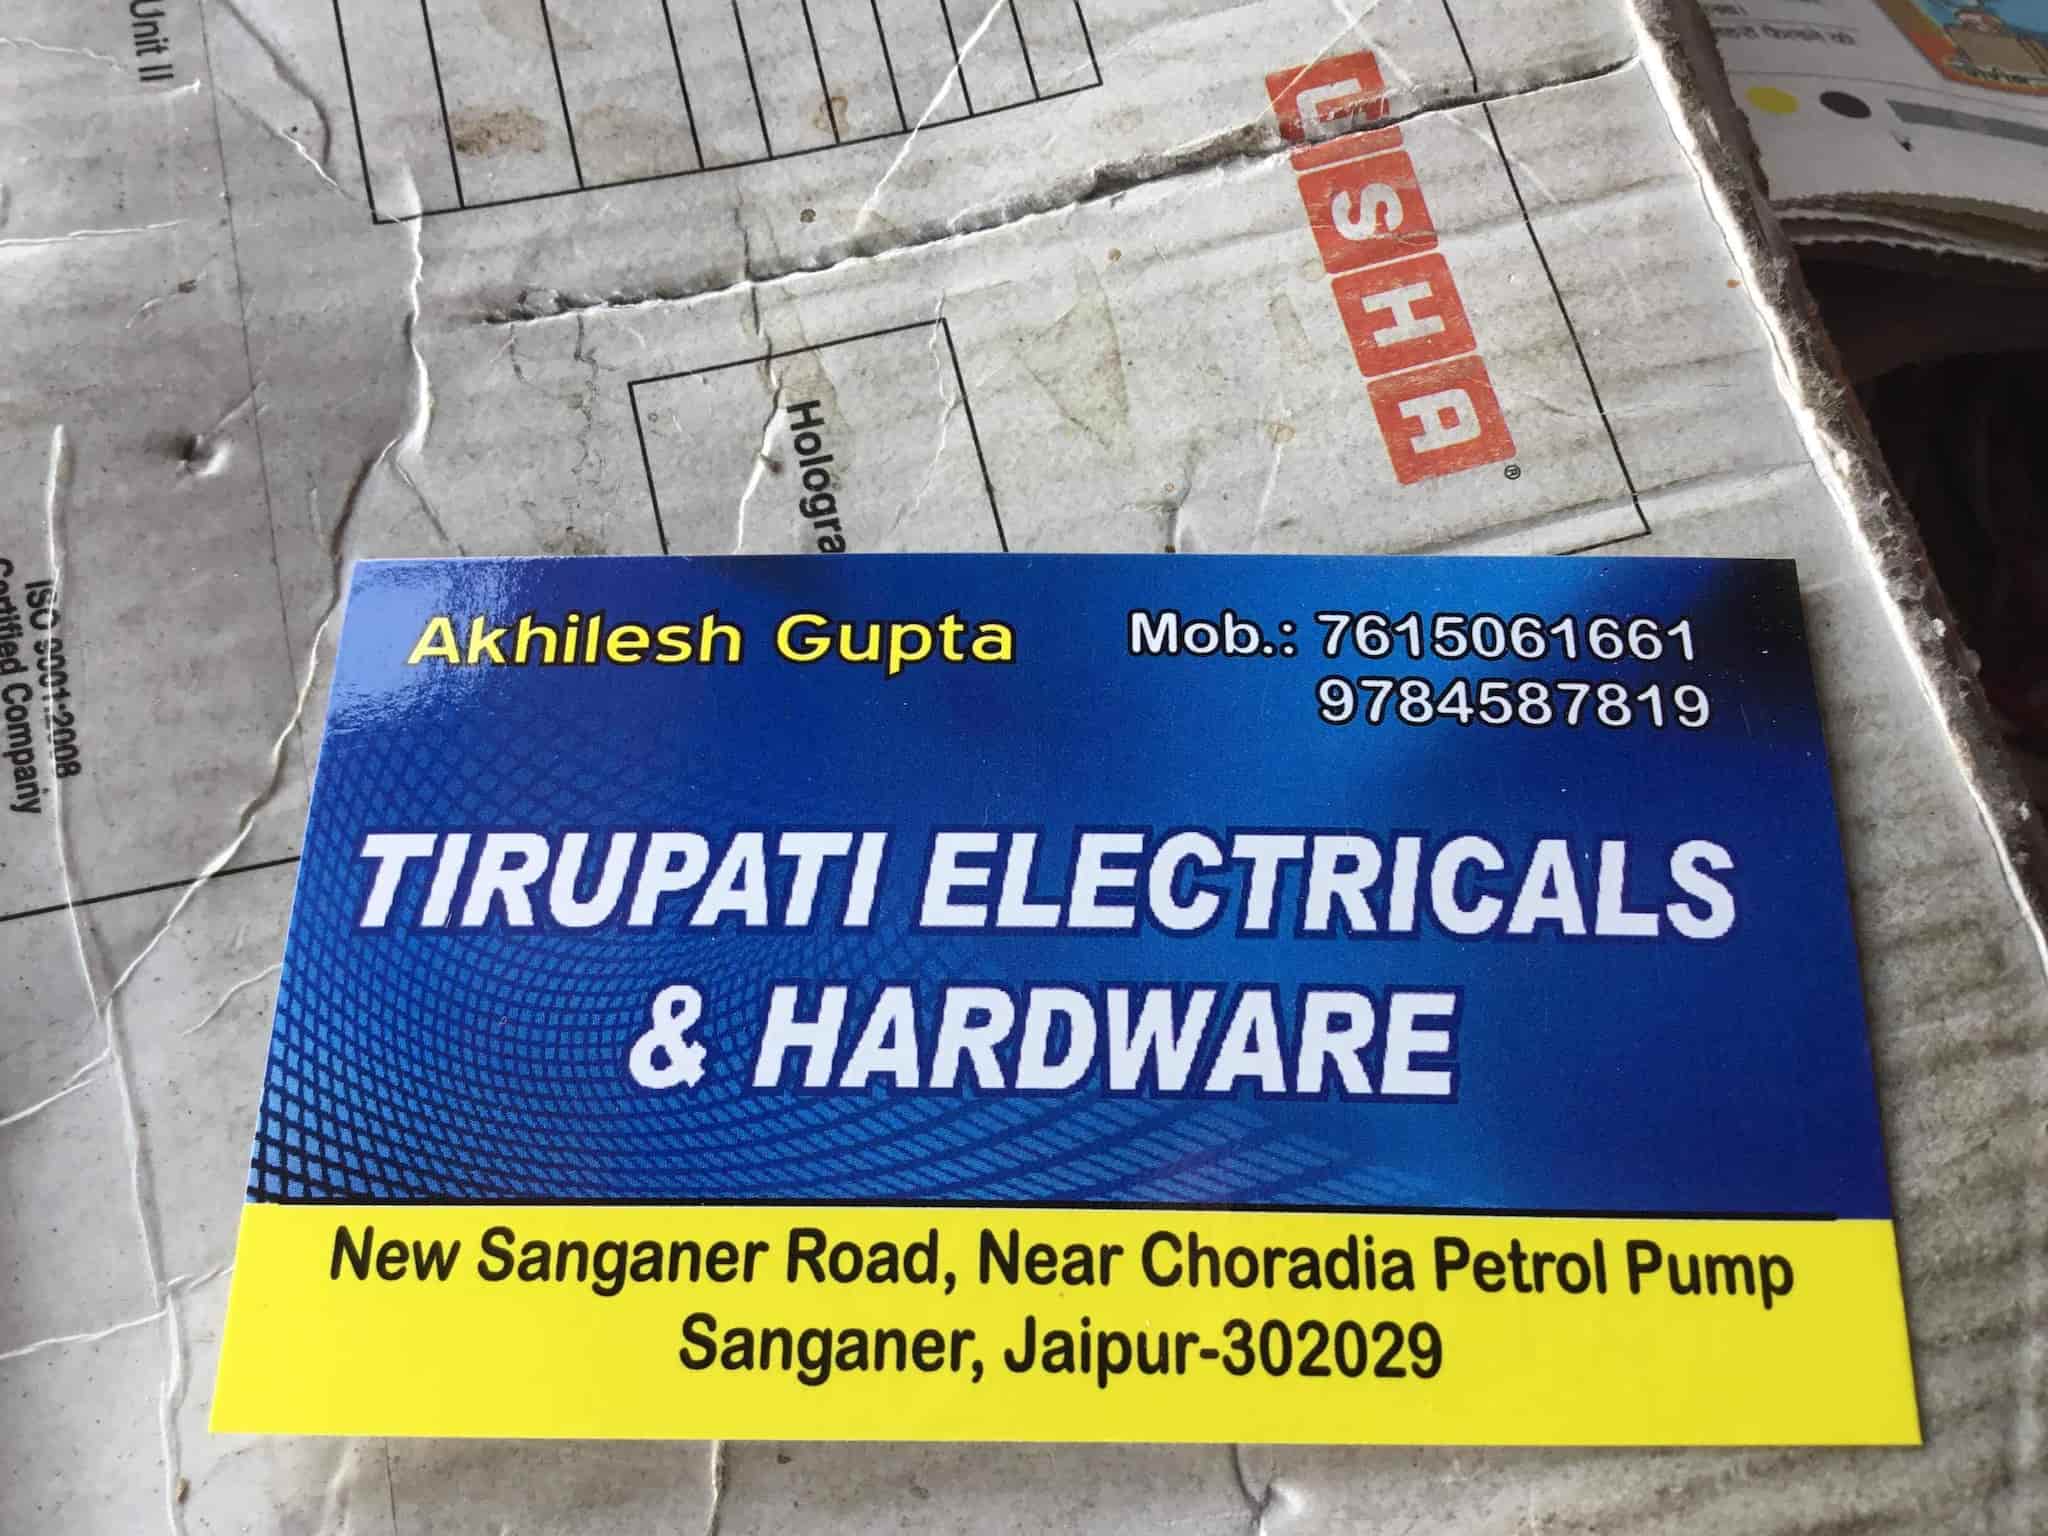 Unit II
USHA®
Hologra
ISO 9001:2008
Certified Company
Akhilesh Gupta
Mob.: 7615061661
9784587819
TIRUPATI ELECTRICALS
& HARDWARE
New Sanganer Road, Near Choradia Petrol Pump
Sanganer, Jaipur-302029